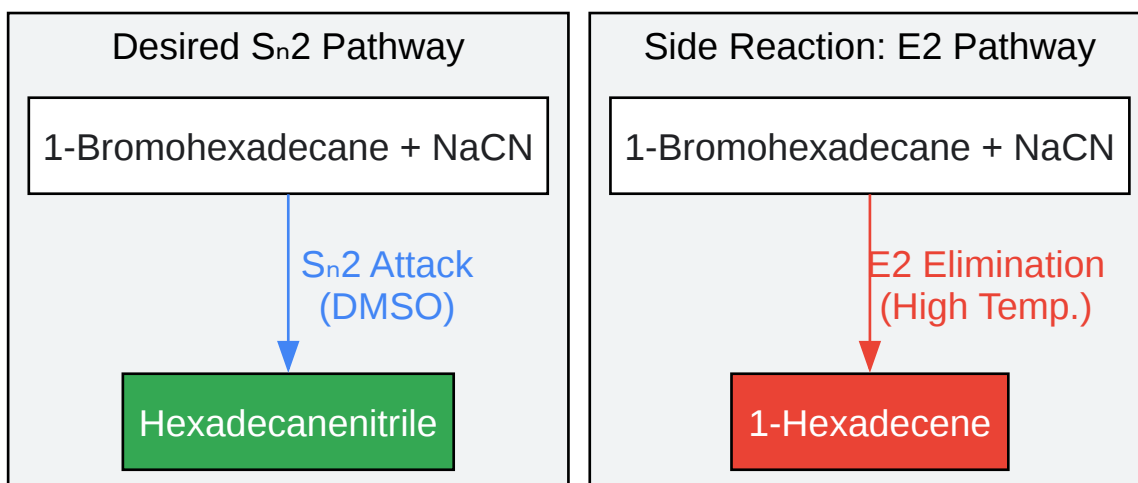 Desired Sₙ2 Pathway
1-Bromohexadecane + NaCN
Sₙ2 Attack
(DMSO)
Hexadecanenitrile
Side Reaction: E2 Pathway
1-Bromohexadecane + NaCN
E2 Elimination
(High Temp.)
1-Hexadecene